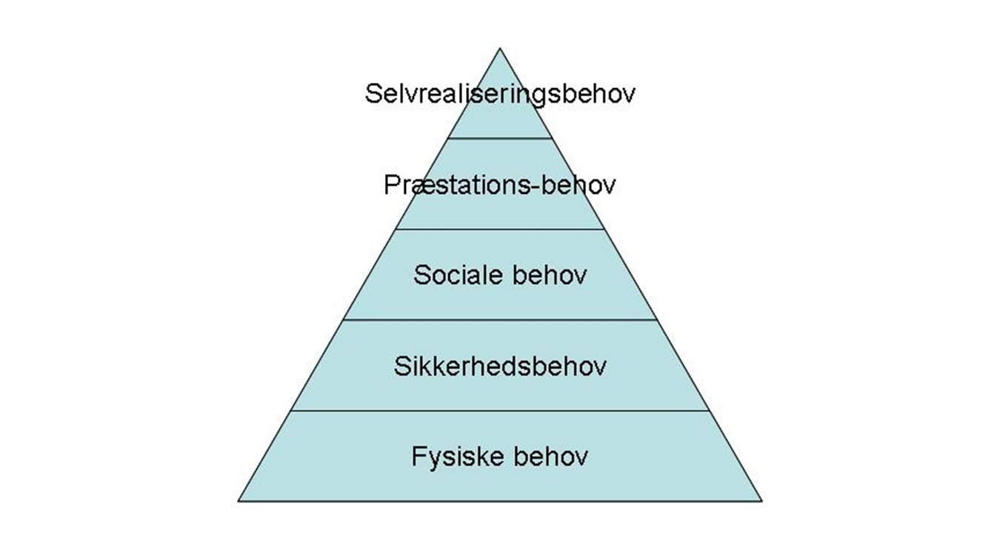 Selvrealiseringsbehov
Præstations-behov
Sociale behov
Sikkerhedsbehov
Fysiske behov